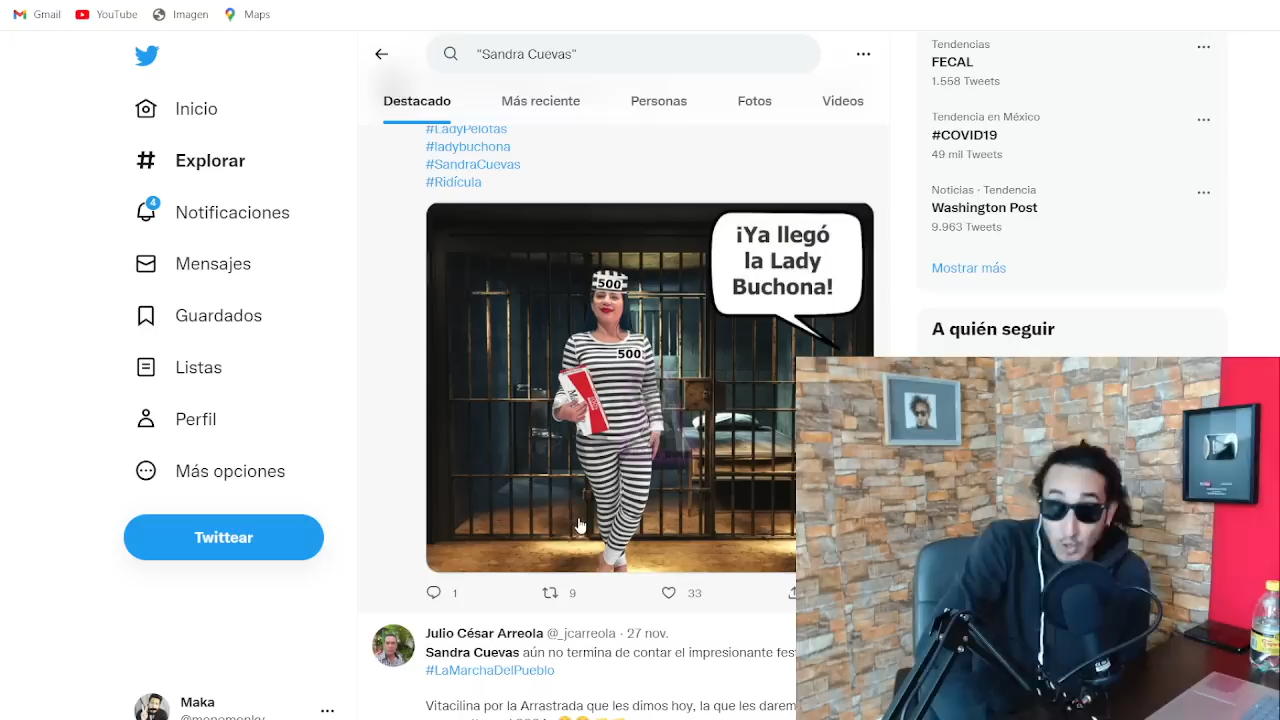 Gmail YouTube Imagen Maps
"Sandra Cuevas"
Destacado Más reciente Personas Fotos Videos
Inicio
Explorar
4
Notificaciones
Mensajes
Guardados
Listas
Perfil
Más opciones
Twittear
Maka
#LadyPelotas
#ladybuchona
#SandraCuevas
#Ridícula
¡Ya llegó
la Lady
Buchona!
500
500
1 9 33
Julio César Arreola @_jcarreola · 27 nov.
Sandra Cuevas aún no termina de contar el impresionante
#LaMarchaDelPueblo
Vitacilina por la Arrastrada que les dimos hoy, la que les
Tendencias
FECAL
1.558 Tweets
Tendencia en México
#COVID19
49 mil Tweets
Noticias · Tendencia
Washington Post
9.963 Tweets
Mostrar más
A quién seguir